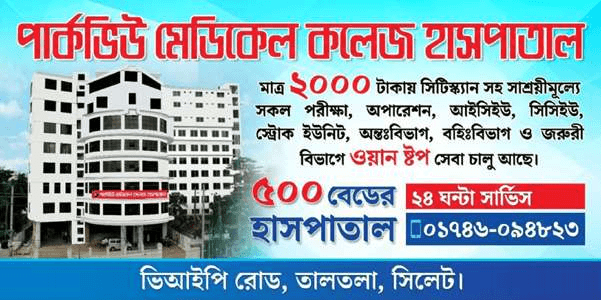 পার্কভিউ মেডিকেল কলেজ হাসপাতাল
মাত্র ২০০০ টাকায় সিটিস্ক্যান সহ সাশ্রয়ীমূল্যে
সকল পরীক্ষা, অপারেশন, আইসিইউ, সিসিইউ,
স্ট্রোক ইউনিট, অন্তঃবিভাগ, বহিঃবিভাগ ও জরুরী
বিভাগে ওয়ান ষ্টপ সেবা চালু আছে।
৫০০ বেডের
হাসপাতাল
২৪ ঘন্টা সার্ভিস
০১৭৪৬-০৯৪৮২৩
ভিআইপি রোড, তালতলা, সিলেট।